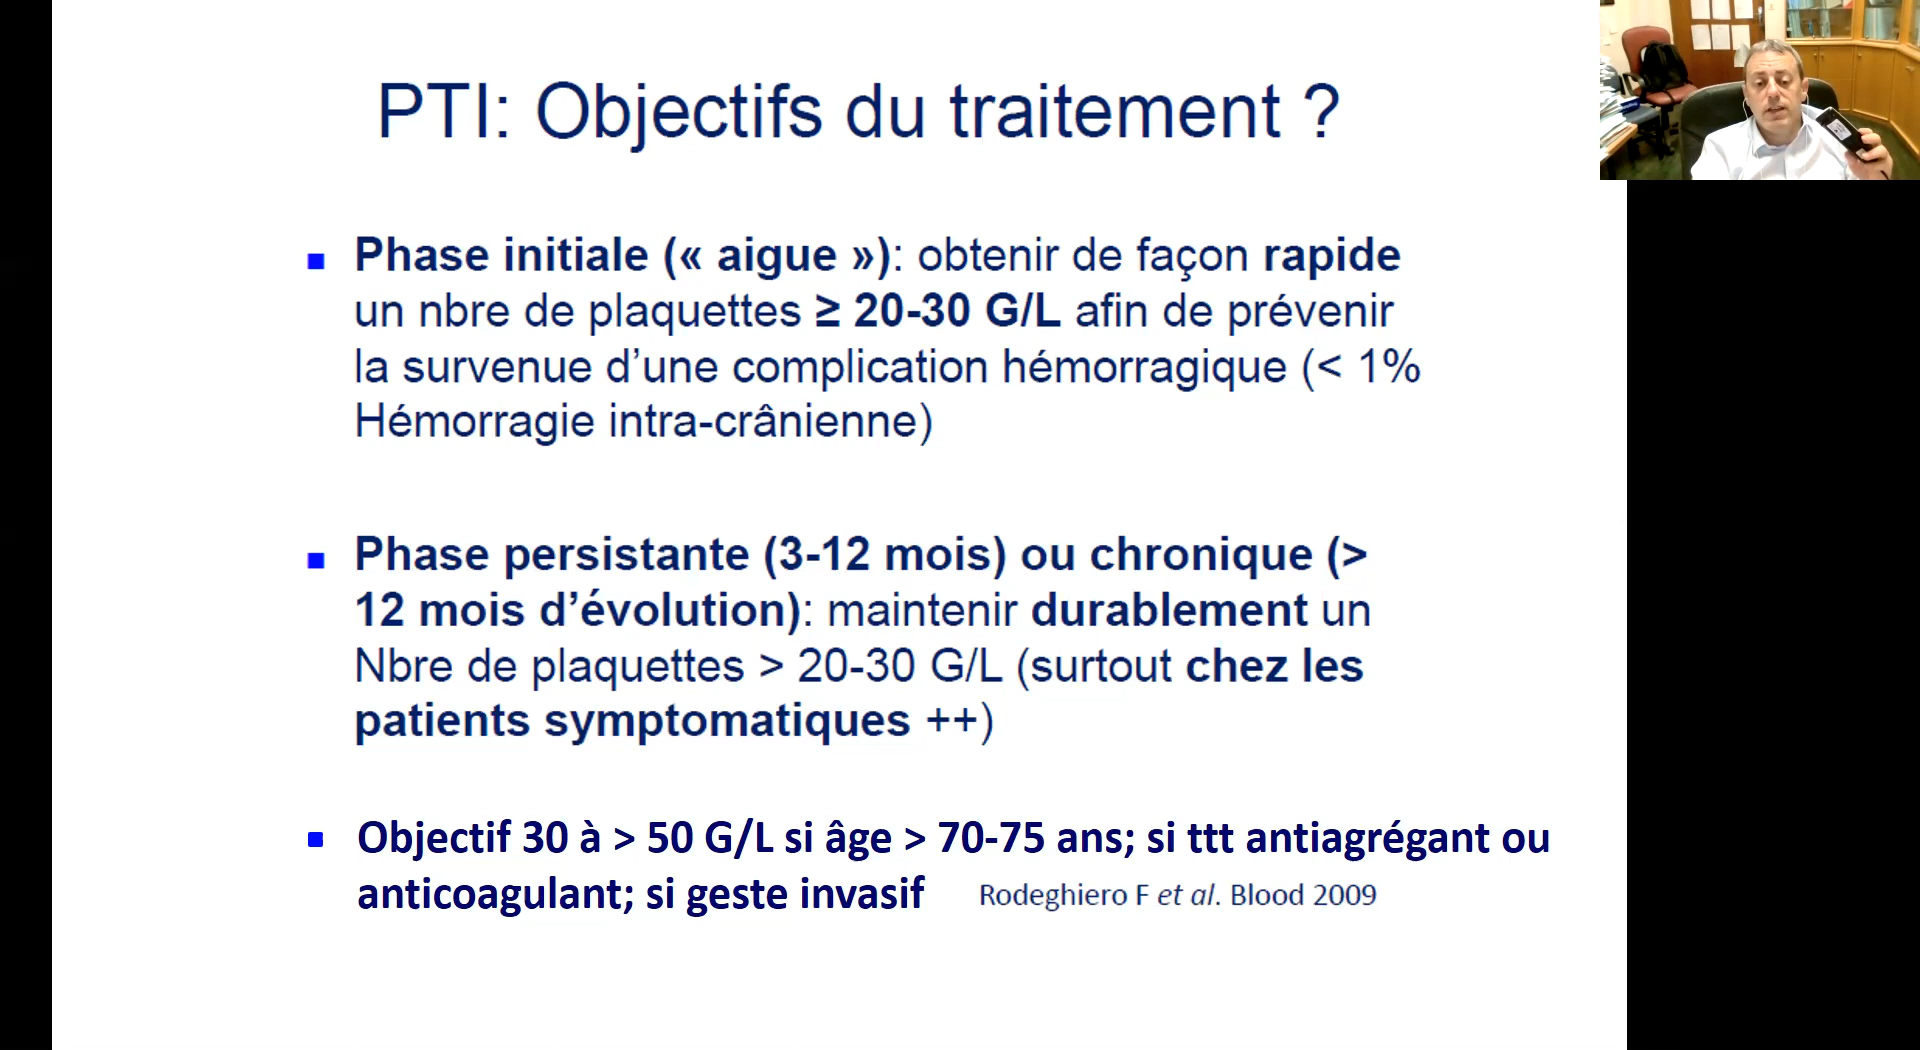 PTI: Objectifs du traitement ?
Phase initiale (« aigue »): obtenir de façon rapide
un nbre de plaquettes ≥ 20-30 G/L afin de prévenir
la survenue d’une complication hémorragique (< 1%
Hémorragie intra-crânienne)
Phase persistante (3-12 mois) ou chronique (>
12 mois d’évolution): maintenir durablement un
Nbre de plaquettes > 20-30 G/L (surtout chez les
patients symptomatiques ++)
Objectif 30 à > 50 G/L si âge > 70-75 ans; si ttt antiagrégant ou
anticoagulant; si geste invasif
Rodeghiero F et al. Blood 2009